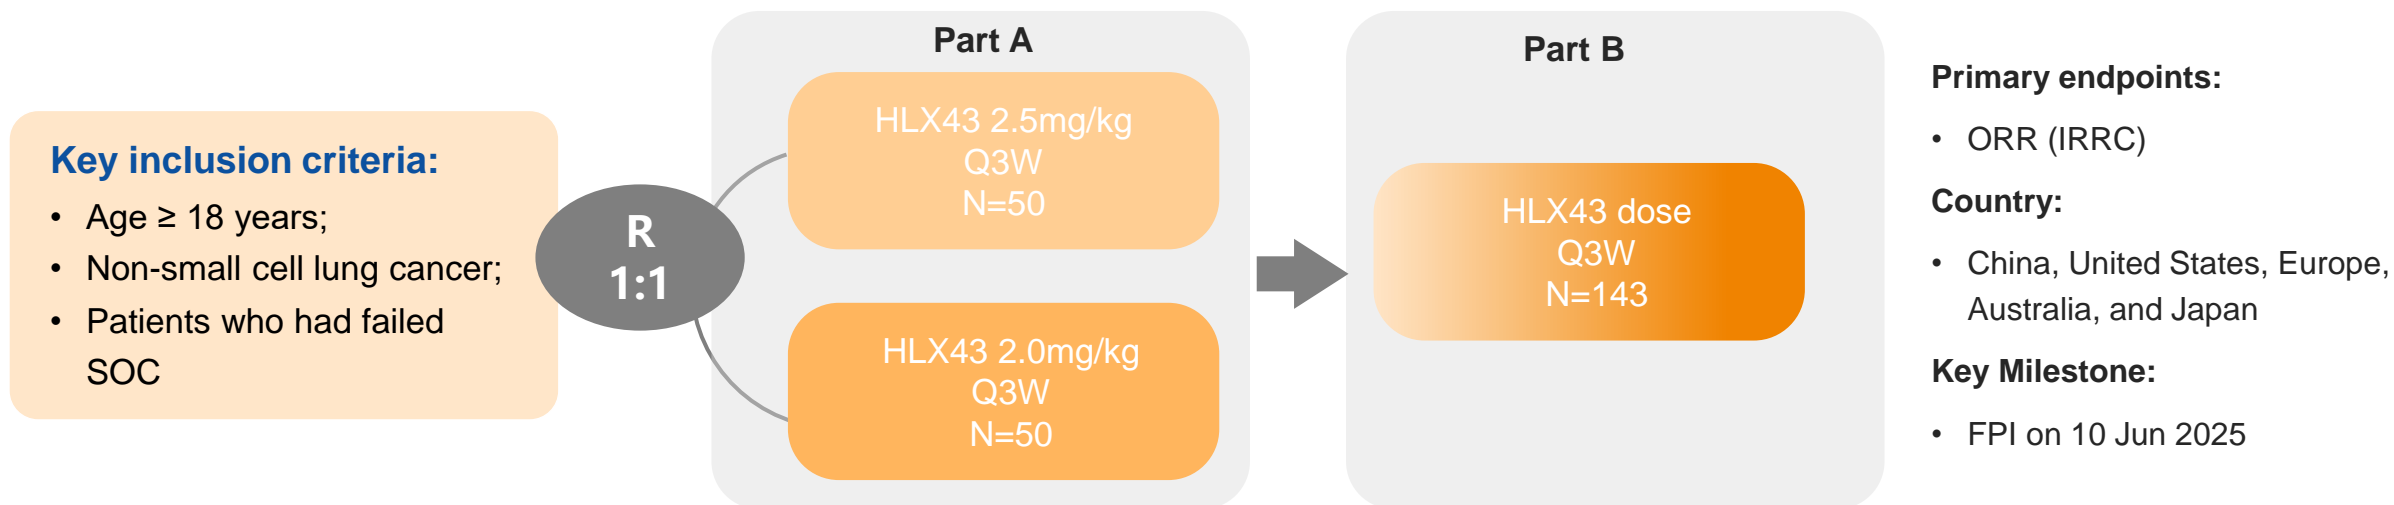 Key inclusion criteria:
• Age ≥ 18 years;
• Non-small cell lung cancer;
• Patients who had failed
SOC
R
1:1
Part A
HLX43 2.5mg/kg
Q3W
N=50
HLX43 2.0mg/kg
Q3W
N=50
Part B
HLX43 dose
Q3W
N=143
Primary endpoints:
• ORR (IRRC)
Country:
• China, United States, Europe,
Australia, and Japan
Key Milestone:
• FPI on 10 Jun 2025